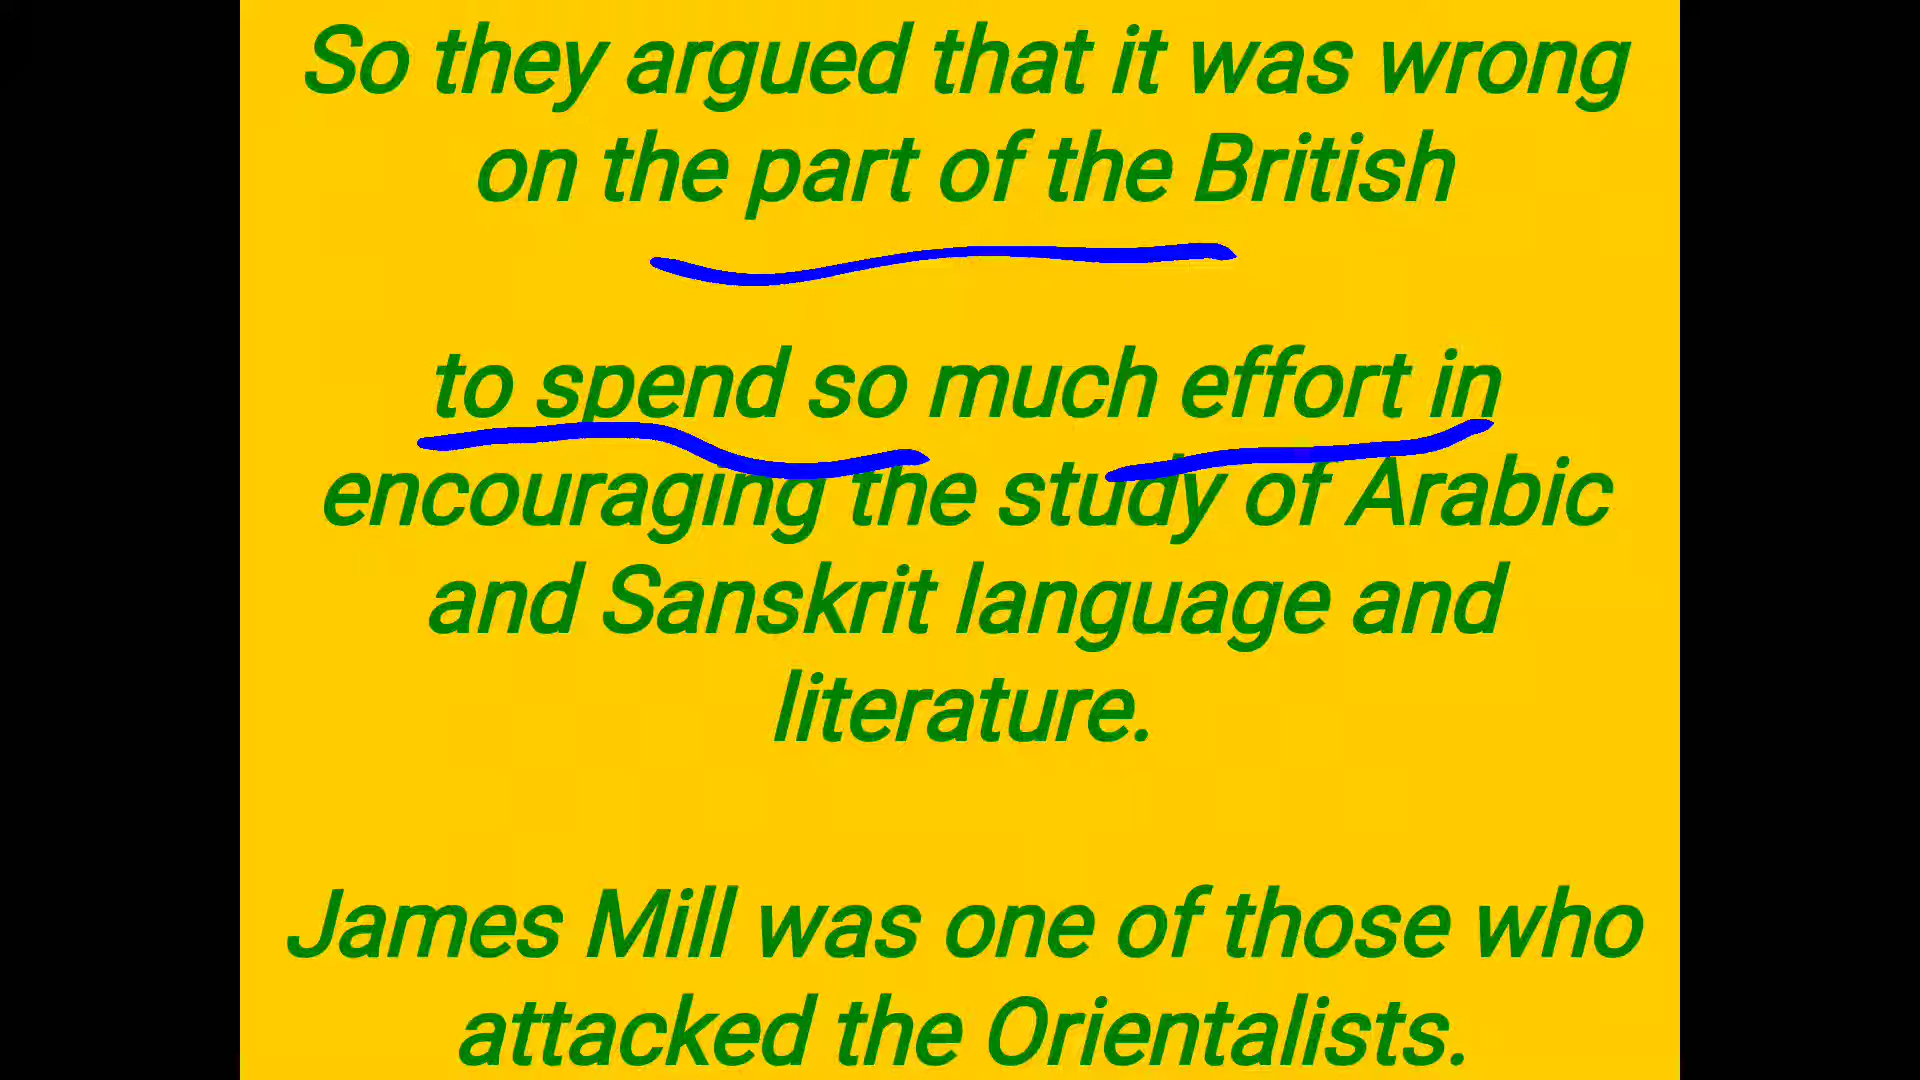 So they argued that it was wrong
on the part of the British
to spend so much effort in
encouraging the study of Arabic
and Sanskrit language and
literature.
James Mill was one of those who
attacked the Orientalists.